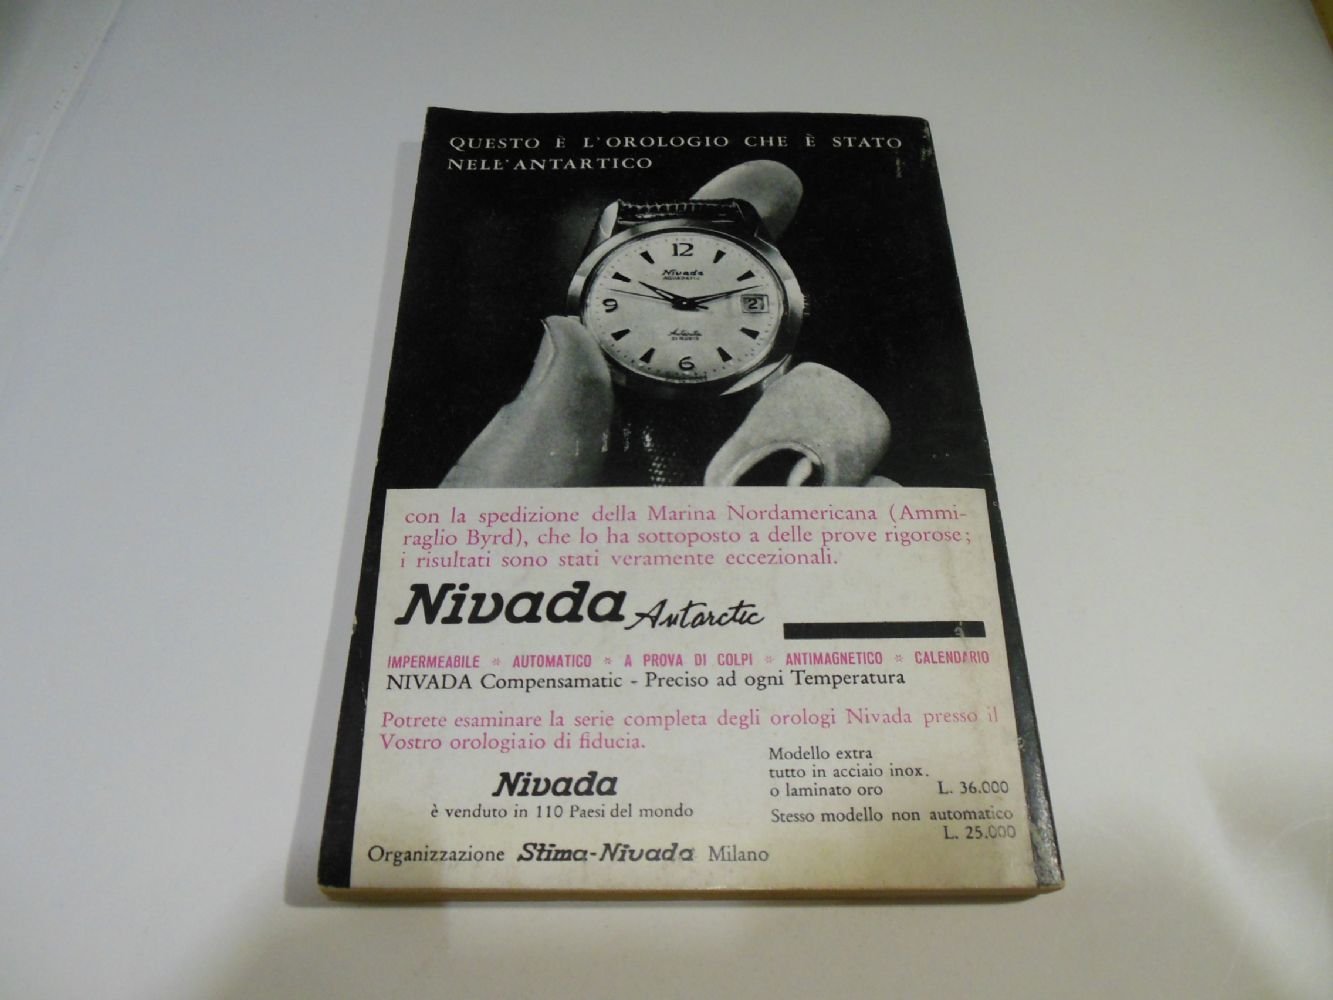 QUESTO È L'OROLOGIO CHE È STATO
NELL'ANTARTICO
12
Nivada
9
2
6
con la spedizione della Marina Nordamericana (Ammi-
raglio Byrd), che lo ha sottoposto a delle prove rigorose;
i risultati sono stati veramente eccezionali.
Nivada Antarctic
IMPERMEABILE * AUTOMATICO * A PROVA DI COLPI * ANTIMAGNETICO * CALENDARIO
NIVADA Compensamatic - Preciso ad ogni Temperatura
Potrete esaminare la serie completa degli orologi Nivada presso il
Vostro orologiaio di fiducia.
Nivada
è venduto in 110 Paesi del mondo
Modello extra
tutto in acciaio inox.
o laminato oro L. 36.000
Stesso modello non automatico
L. 25.000
Organizzazione Stima-Nivada Milano